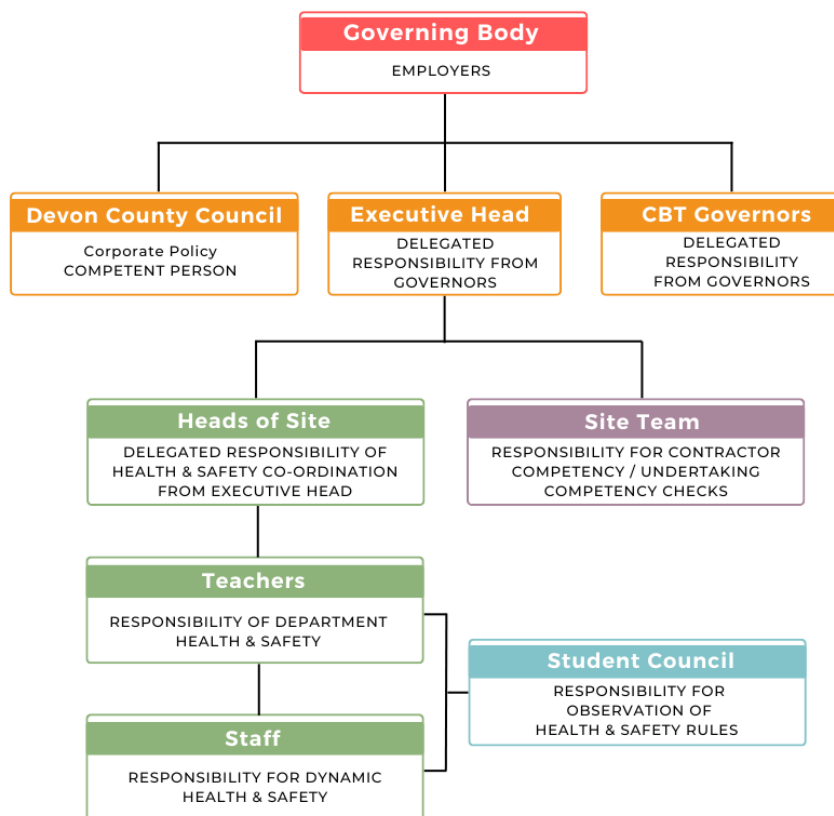 Governing Body
EMPLOYERS
Devon County Council
Corporate Policy
COMPETENT PERSON
Executive Head
DELEGATED
RESPONSIBILITY FROM
GOVERNORS
CBT Governors
DELEGATED
RESPONSIBILITY
FROM GOVERNORS
Heads of Site
DELEGATED RESPONSIBILITY OF
HEALTH & SAFETY CO-ORDINATION
FROM EXECUTIVE HEAD
Site Team
RESPONSIBILITY FOR CONTRACTOR
COMPETENCY / UNDERTAKING
COMPETENCY CHECKS
Teachers
RESPONSIBILITY OF DEPARTMENT
HEALTH & SAFETY
Student Council
RESPONSIBILITY FOR
OBSERVATION OF
HEALTH & SAFETY RULES
Staff
RESPONSIBILITY FOR DYNAMIC
HEALTH & SAFETY